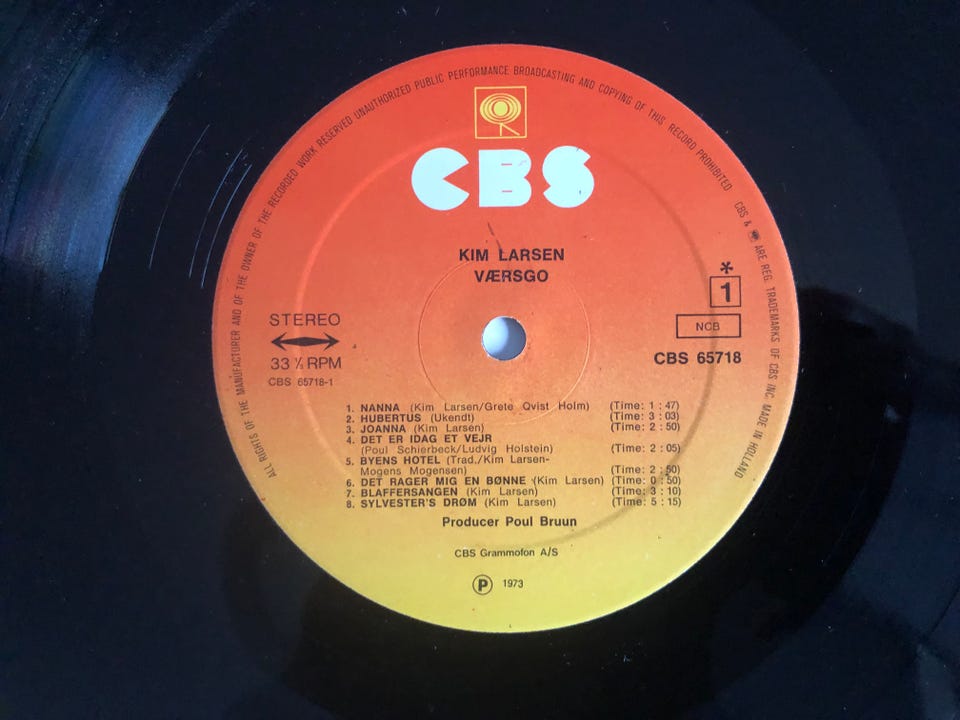 ALL RIGHTS OF THE MANUFACTURER AND OF THE OWNER OF THE RECORDED WORK RESERVED UNAUTHORIZED PUBLIC PERFORMANCE BROADCASTING AND COPYING OF THIS RECORD PROHIBITED
CBS & ARE REG. TRADEMARKS OF CBS INC. MADE IN HOLLAND
CBS
KIM LARSEN
VÆRSGO
STEREO
33 ⅓ RPM
CBS 65718-1
*
1
NCB
CBS 65718
1. NANNA (Kim Larsen/Grete Qvist Holm) (Time: 1 : 47)
2. HUBERTUS (Ukendt) (Time: 3 : 03)
3. JOANNA (Kim Larsen) (Time: 2 : 50)
4. DET ER IDAG ET VEJR
(Poul Schierbeck/Ludvig Holstein) (Time: 2 : 05)
5. BYENS HOTEL (Trad./Kim Larsen-
Mogens Mogensen) (Time: 2 : 50)
6. DET RAGER MIG EN BØNNE (Kim Larsen) (Time: 0 : 50)
7. BLAFFERSANGEN (Kim Larsen) (Time: 3 : 10)
8. SYLVESTER'S DRØM (Kim Larsen) (Time: 5 : 15)
Producer Poul Bruun
CBS Grammofon A/S
Ⓟ 1973